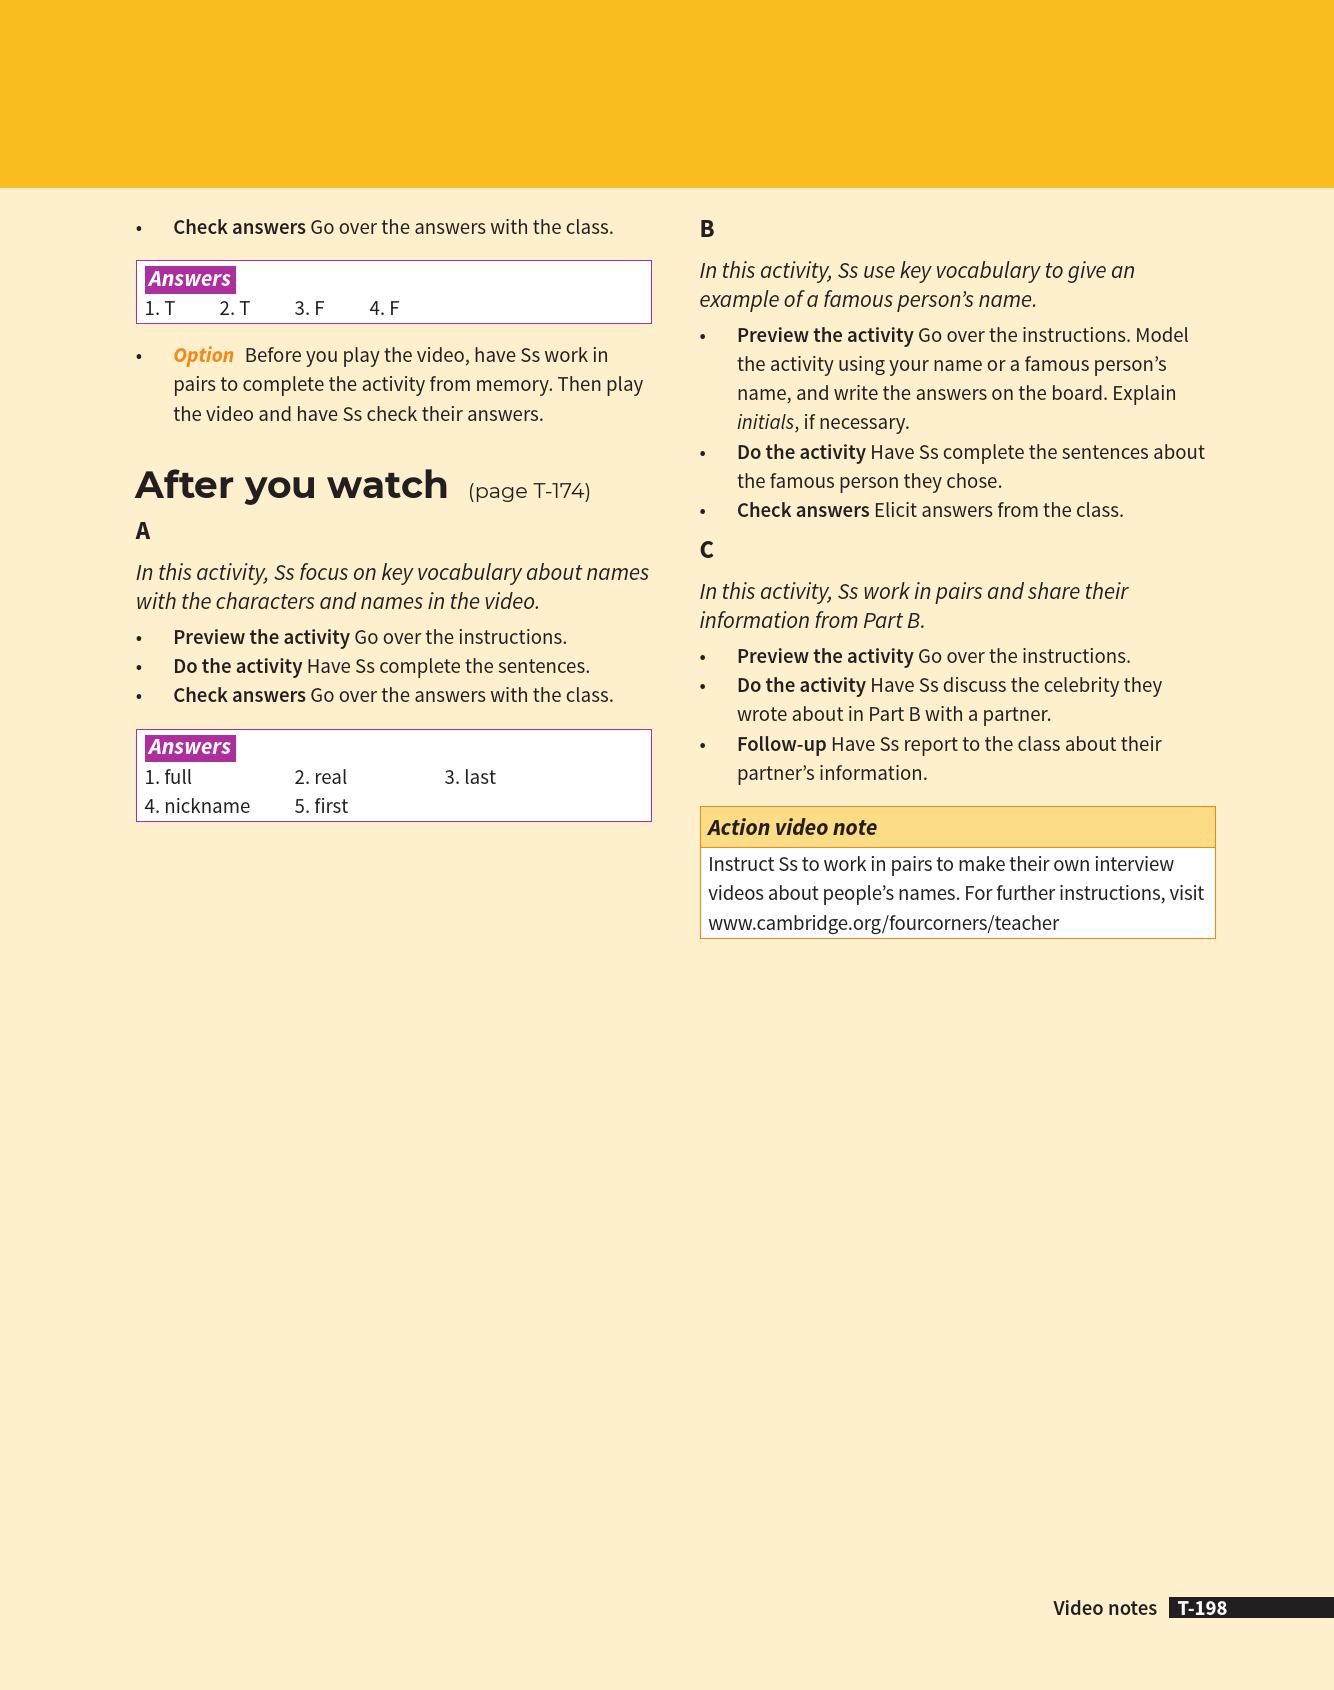 • Check answers Go over the answers with the class.
Answers
1. T 2. T 3. F 4. F
• Option Before you play the video, have Ss work in
pairs to complete the activity from memory. Then play
the video and have Ss check their answers.
After you watch (page T-174)
A
In this activity, Ss focus on key vocabulary about names
with the characters and names in the video.
• Preview the activity Go over the instructions.
• Do the activity Have Ss complete the sentences.
• Check answers Go over the answers with the class.
Answers
1. full 2. real 3. last
4. nickname 5. first
B
In this activity, Ss use key vocabulary to give an
example of a famous person’s name.
• Preview the activity Go over the instructions. Model
the activity using your name or a famous person’s
name, and write the answers on the board. Explain
initials, if necessary.
• Do the activity Have Ss complete the sentences about
the famous person they chose.
• Check answers Elicit answers from the class.
C
In this activity, Ss work in pairs and share their
information from Part B.
• Preview the activity Go over the instructions.
• Do the activity Have Ss discuss the celebrity they
wrote about in Part B with a partner.
• Follow-up Have Ss report to the class about their
partner’s information.
Action video note
Instruct Ss to work in pairs to make their own interview
videos about people’s names. For further instructions, visit
www.cambridge.org/fourcorners/teacher
Video notes T-198